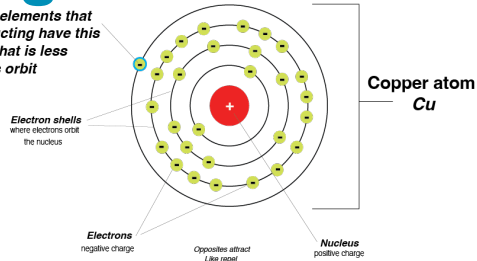 elements that
cting have this
hat is less
orbit
Copper atom
Cu
Electron shells
where electrons orbit
the nucleus
+
Electrons
negative charge
Opposites attract
Like repel
Nucleus
positive charge